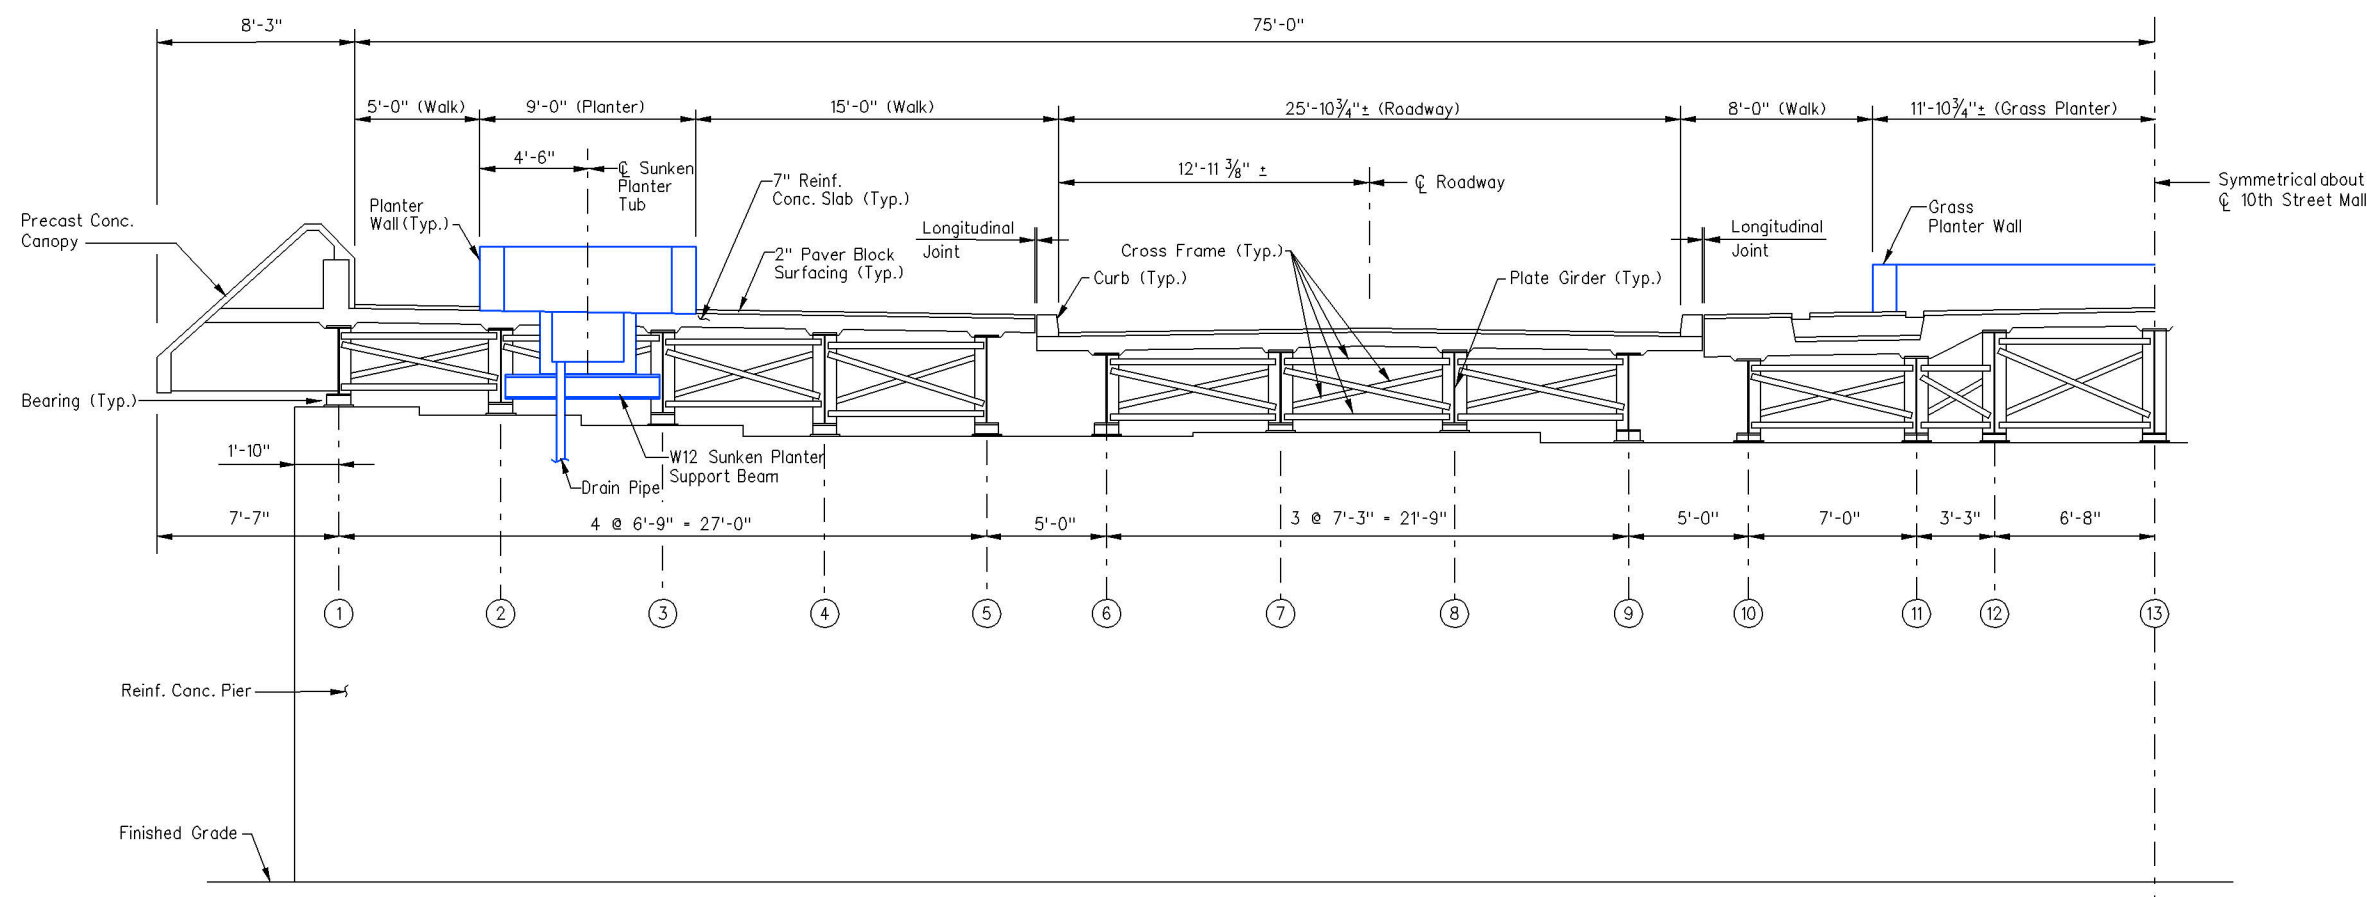 8'-3"
75'-0"
5'-0" (Walk)
9'-0" (Planter)
15'-0" (Walk)
25'-10¾"± (Roadway)
8'-0" (Walk)
11'-10¾"± (Grass Planter)
4'-6"
℄ Sunken
Planter
Tub
12'-11 ⅜" ±
℄ Roadway
7" Reinf.
Conc. Slab (Typ.)
Symmetrical about
℄ 10th Street Mall
Precast Conc.
Canopy
Planter
Wall (Typ.)
Longitudinal
Joint
Longitudinal
Joint
Grass
Planter Wall
2" Paver Block
Surfacing (Typ.)
Cross Frame (Typ.)
Curb (Typ.)
Plate Girder (Typ.)
Bearing (Typ.)
1'-10"
W12 Sunken Planter
Support Beam
Drain Pipe
7'-7"
4 @ 6'-9" = 27'-0"
5'-0"
3 @ 7'-3" = 21'-9"
5'-0"
7'-0"
3'-3"
6'-8"
1
2
3
4
5
6
7
8
9
10
11
12
13
Reinf. Conc. Pier
Finished Grade